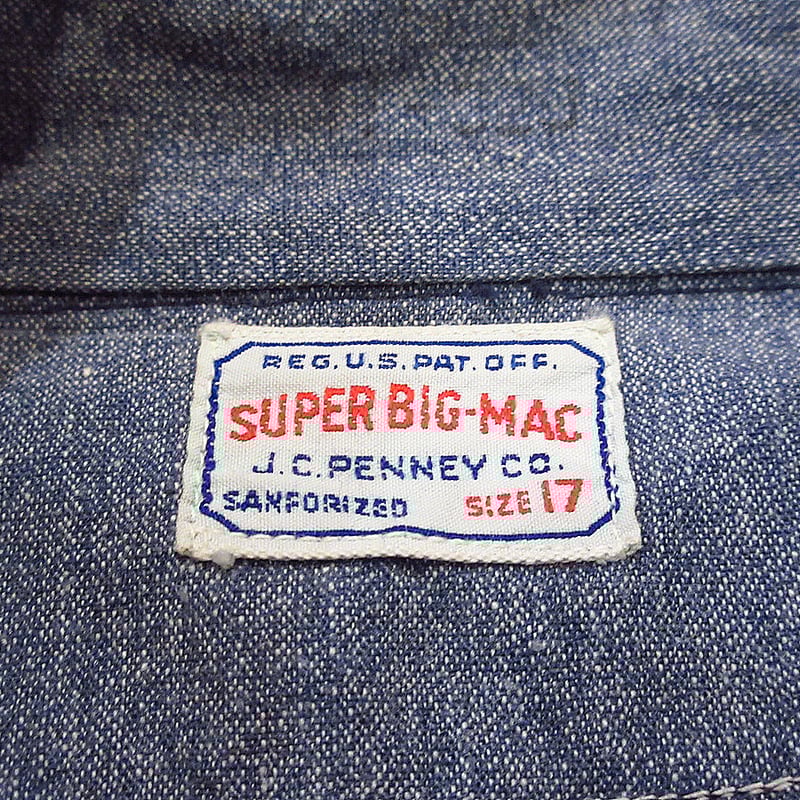 REG. U.S. PAT. OFF.
SUPER BIG-MAC
J.C. PENNEY CO.
SANFORIZED SIZE 17